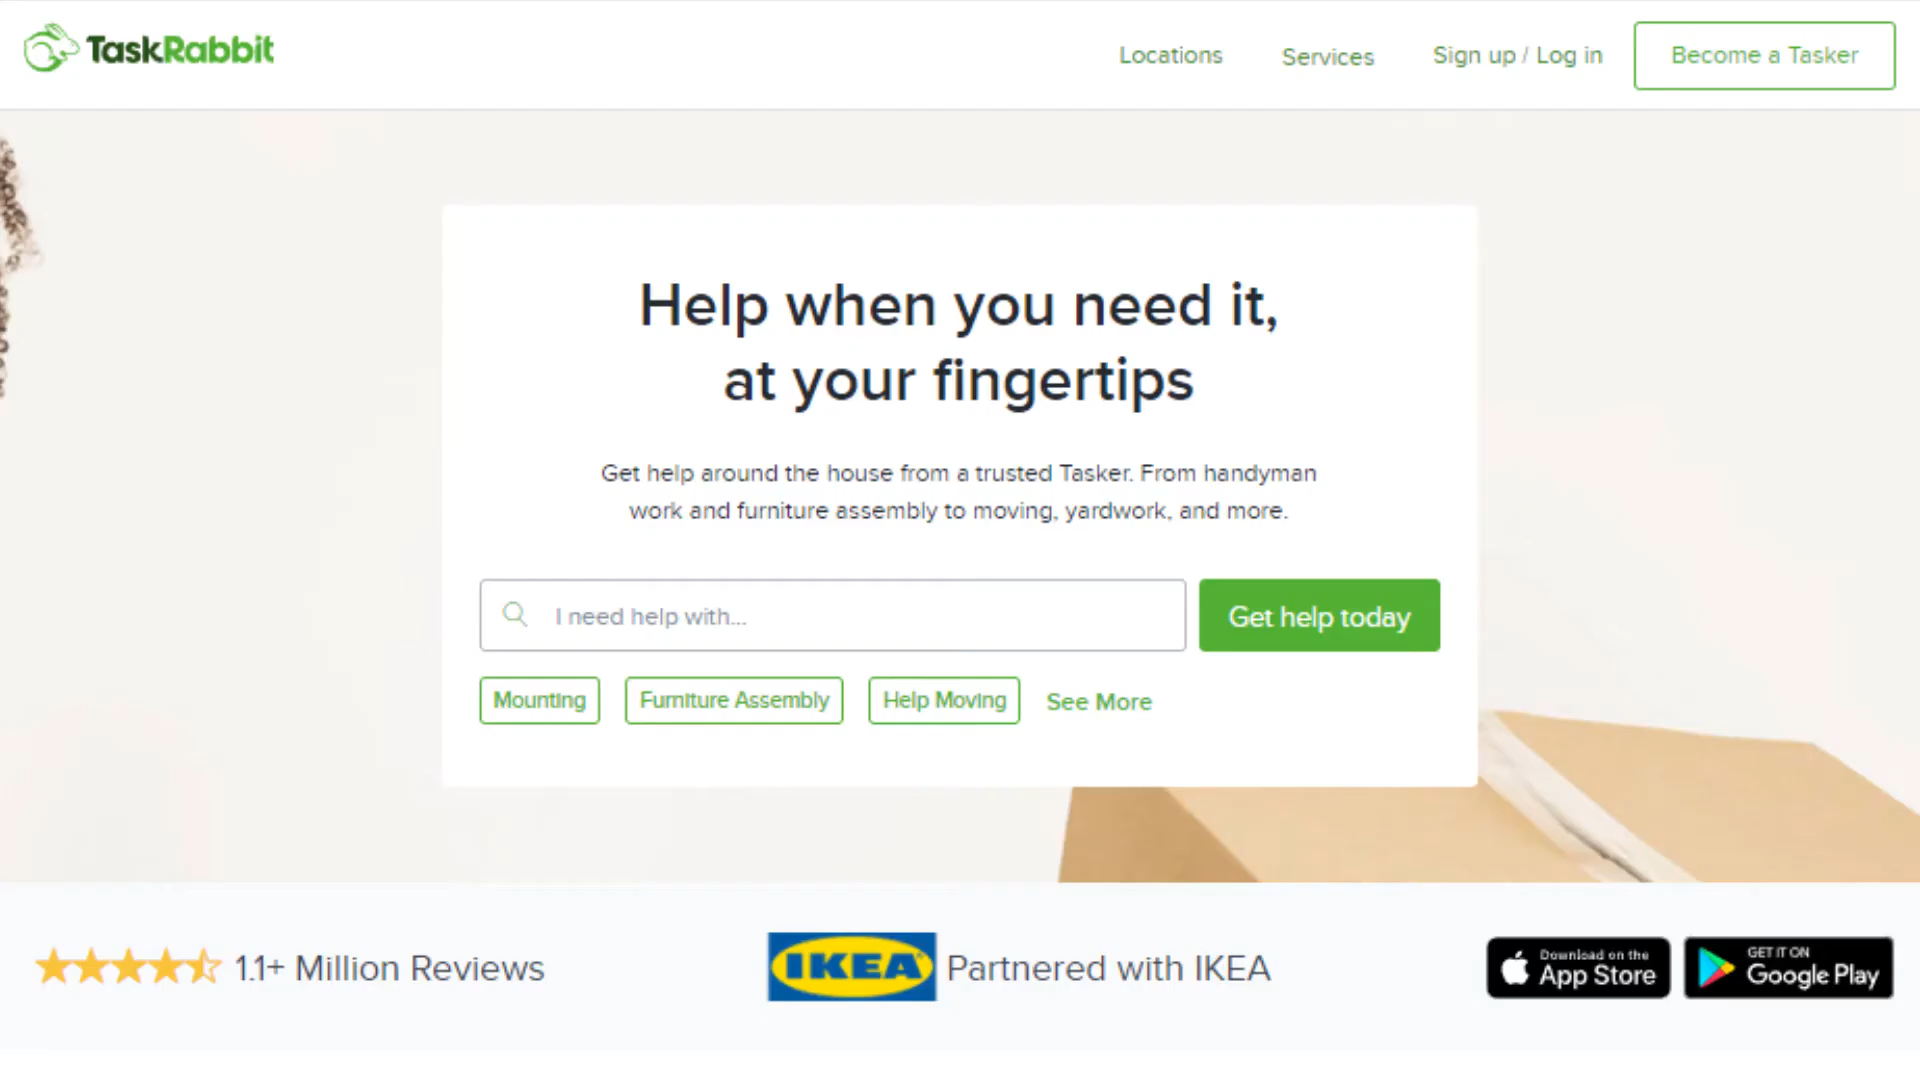 TaskRabbit
Locations
Services
Sign up / Log in
Become a Tasker
Help when you need it,
at your fingertips
Get help around the house from a trusted Tasker. From handyman
work and furniture assembly to moving, yardwork, and more.
I need help with...
Get help today
Mounting
Furniture Assembly
Help Moving
See More
1.1+ Million Reviews
IKEA
Partnered with IKEA
Download on the
App Store
GET IT ON
Google Play